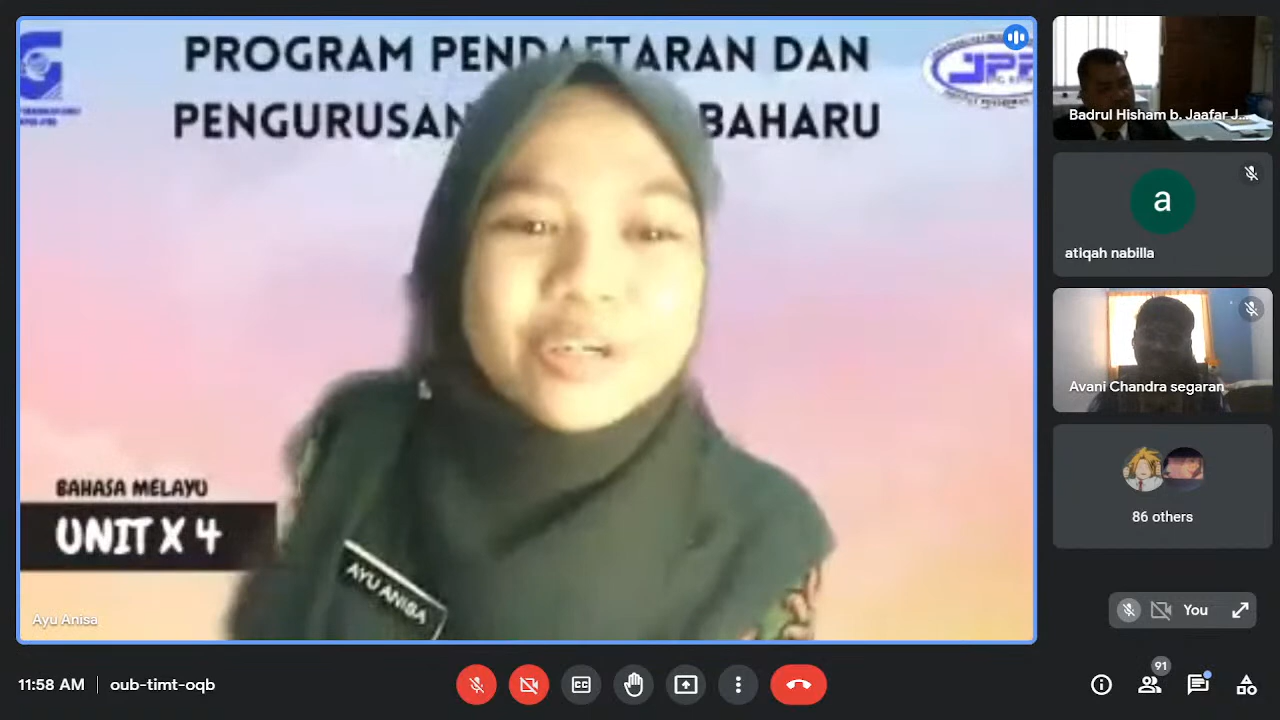 PROGRAM PENDAFTARAN DAN
PENGURUSAN BAHARU
BAHASA MELAYU
UNIT X 4
AYU ANISA
Ayu Anisa
Badrul Hisham b. Jaafar J...
a
atiqah nabilla
Avani Chandra segaran
86 others
You
11:58 AM | oub-timt-oqb
CC
91